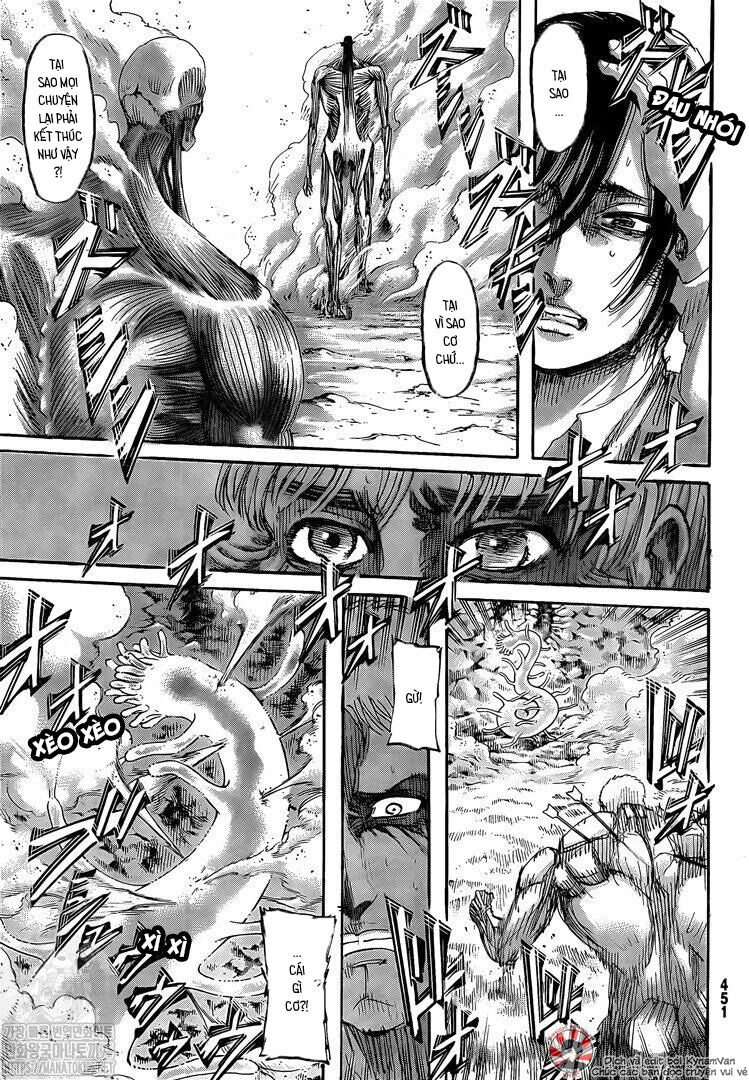 ĐAU NHÓI
TẠI
SAO
...
TẠI
VÌ SAO
CƠ
CHỨ...
TẠI
SAO MỌI
CHUYỆN
LẠI PHẢI
KẾT THÚC
NHƯ VẬY
?!
GỪ!
XÈO XÈO
XÌ XÌ
...
CÁI
GÌ
CƠ?!
451
Dịch và edit bởi KynamVan
Chúc các bạn đọc truyện vui vẻ